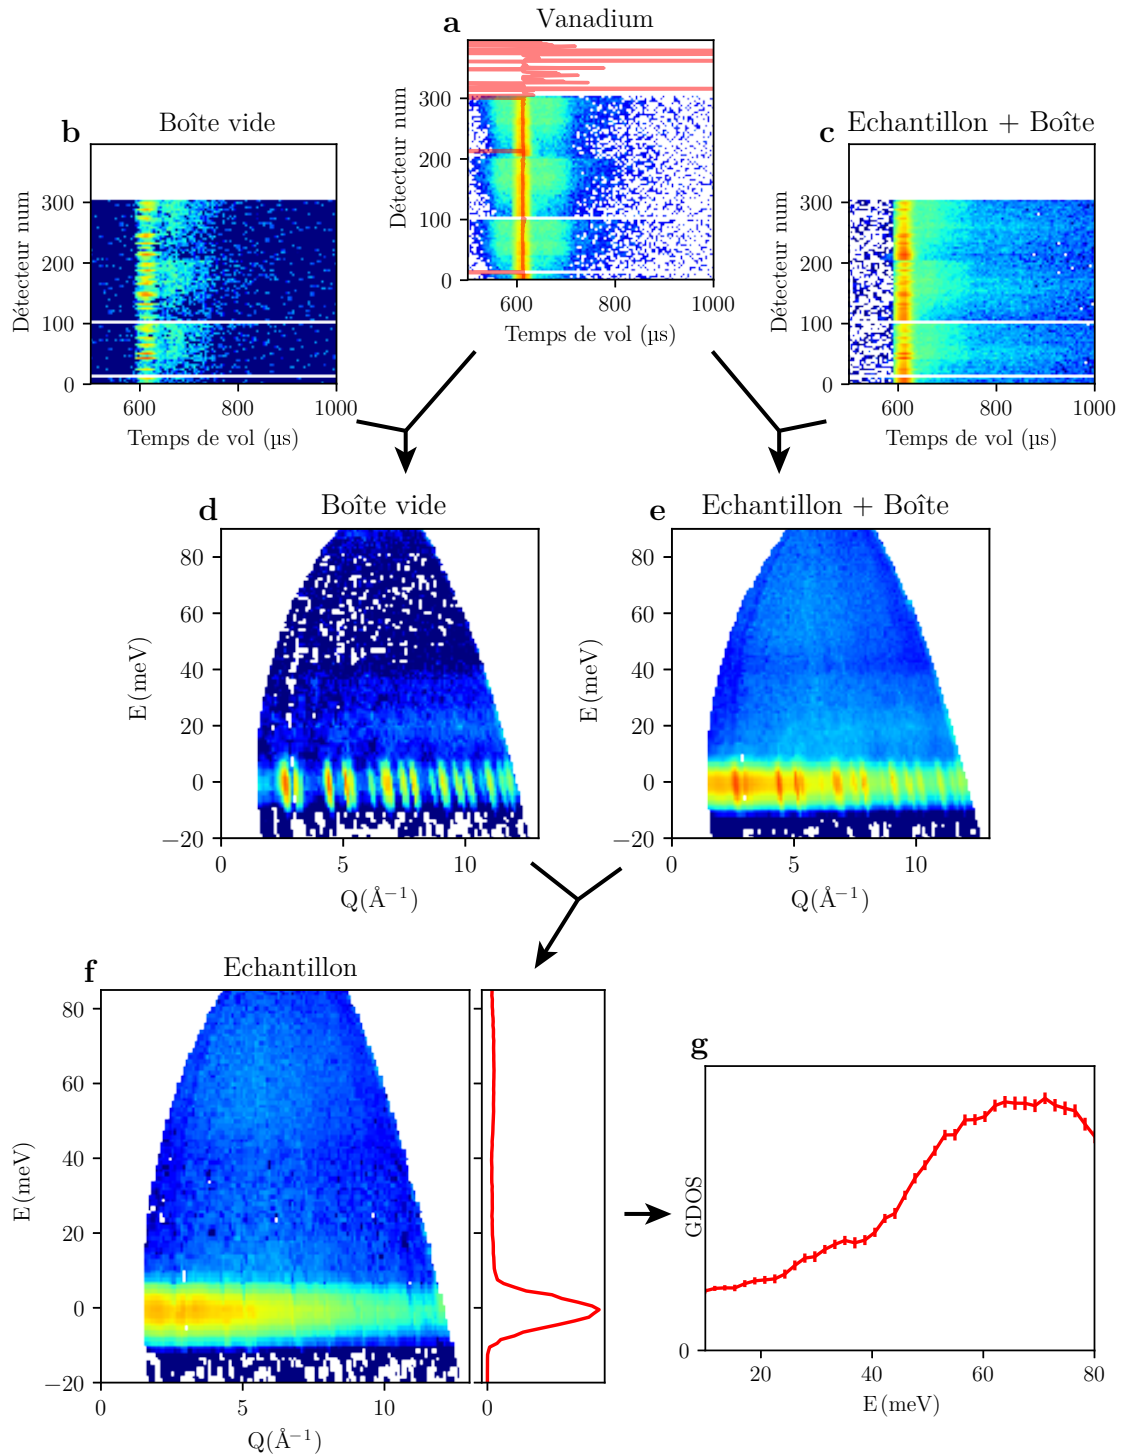 a
Vanadium
300
200
100
0
Détecteur num
600
800
1000
Temps de vol (µs)
b
Boîte vide
300
200
100
0
Détecteur num
600
800
1000
Temps de vol (µs)
c
Echantillon + Boîte
300
200
100
0
Détecteur num
600
800
1000
Temps de vol (µs)
d
Boîte vide
80
60
40
20
0
−20
E (meV)
0
5
10
Q(Å⁻¹)
e
Echantillon + Boîte
80
60
40
20
0
−20
E (meV)
0
5
10
Q(Å⁻¹)
f
Echantillon
80
60
40
20
0
−20
E (meV)
0
5
10
Q(Å⁻¹)
0
g
GDOS
0
20
40
60
80
E (meV)